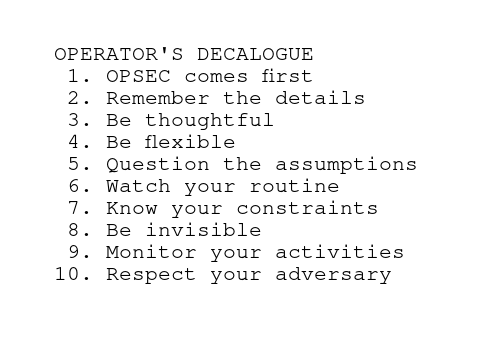 OPERATOR'S DECALOGUE
1. OPSEC comes first
2. Remember the details
3. Be thoughtful
4. Be flexible
5. Question the assumptions
6. Watch your routine
7. Know your constraints
8. Be invisible
9. Monitor your activities
10. Respect your adversary